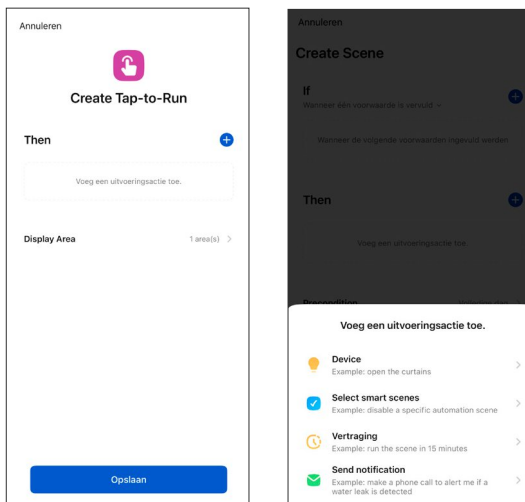 Annuleren
Create Tap-to-Run
Then
Voeg een uitvoeringsactie toe.
Display Area
1 area(s)
Opslaan
Annuleren
Create Scene
If
Wanneer één voorwaarde is vervuld
Wanneer de volgende voorwaarden ingevuld werden
Then
Voeg een uitvoeringsactie toe.
Precondition
Volledige dag
Voeg een uitvoeringsactie toe.
Device
Example: open the curtains
Select smart scenes
Example: disable a specific automation scene
Vertraging
Example: run the scene in 15 minutes
Send notification
Example: make a phone call to alert me if a
water leak is detected